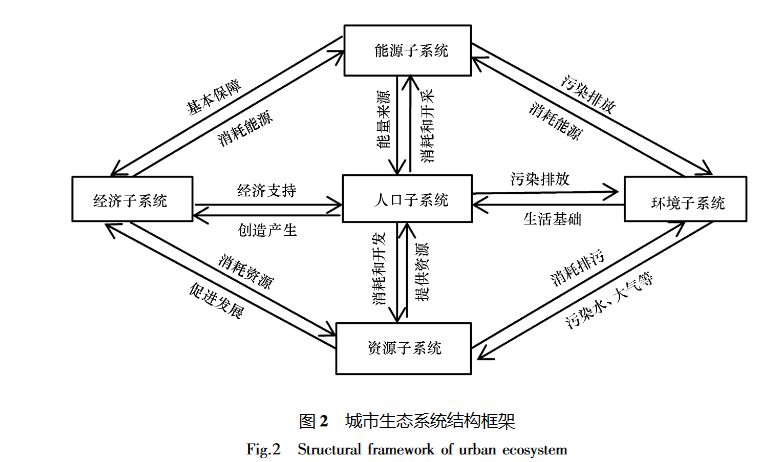 能源子系统
基本保障
消耗能源
能量来源
消耗和开采
污染排放
消耗能源
经济子系统
经济支持
创造产生
人口子系统
污染排放
生活基础
环境子系统
消耗资源
促进发展
消耗和开发
提供资源
消耗排污
污染水、大气等
资源子系统
图2 城市生态系统结构框架
Fig.2 Structural framework of urban ecosystem